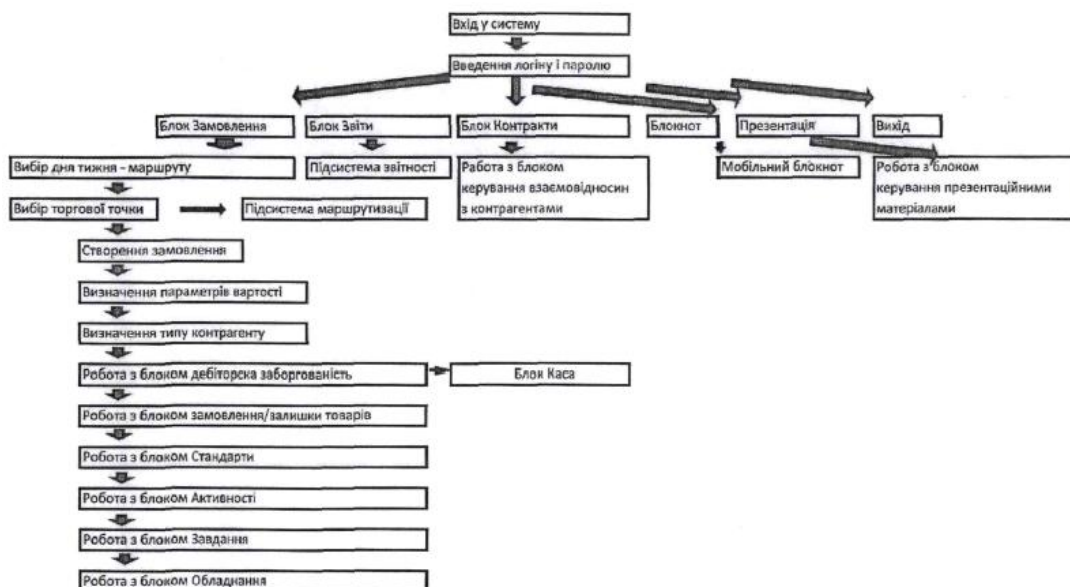 Вхід у систему
Введення логіну і паролю
Блок Замовлення
Блок Звіти
Блок Контракти
Блокнот
Презентація
Вихід
Вибір дня тижня - маршруту
Підсистема звітності
Робота з блоком
керування взаємовідносин
з контрагентами
Мобільний блокнот
Робота з блоком
керування презентаційними
матеріалами
Вибір торгової точки
Підсистема маршрутизації
Створення замовлення
Визначення параметрів вартості
Визначення типу контрагенту
Робота з блоком дебіторска заборгованість
Блок Каса
Робота з блоком замовлення/залишки товарів
Робота з блоком Стандарти
Робота з блоком Активності
Робота з блоком Завдання
Робота з блоком Обладнання